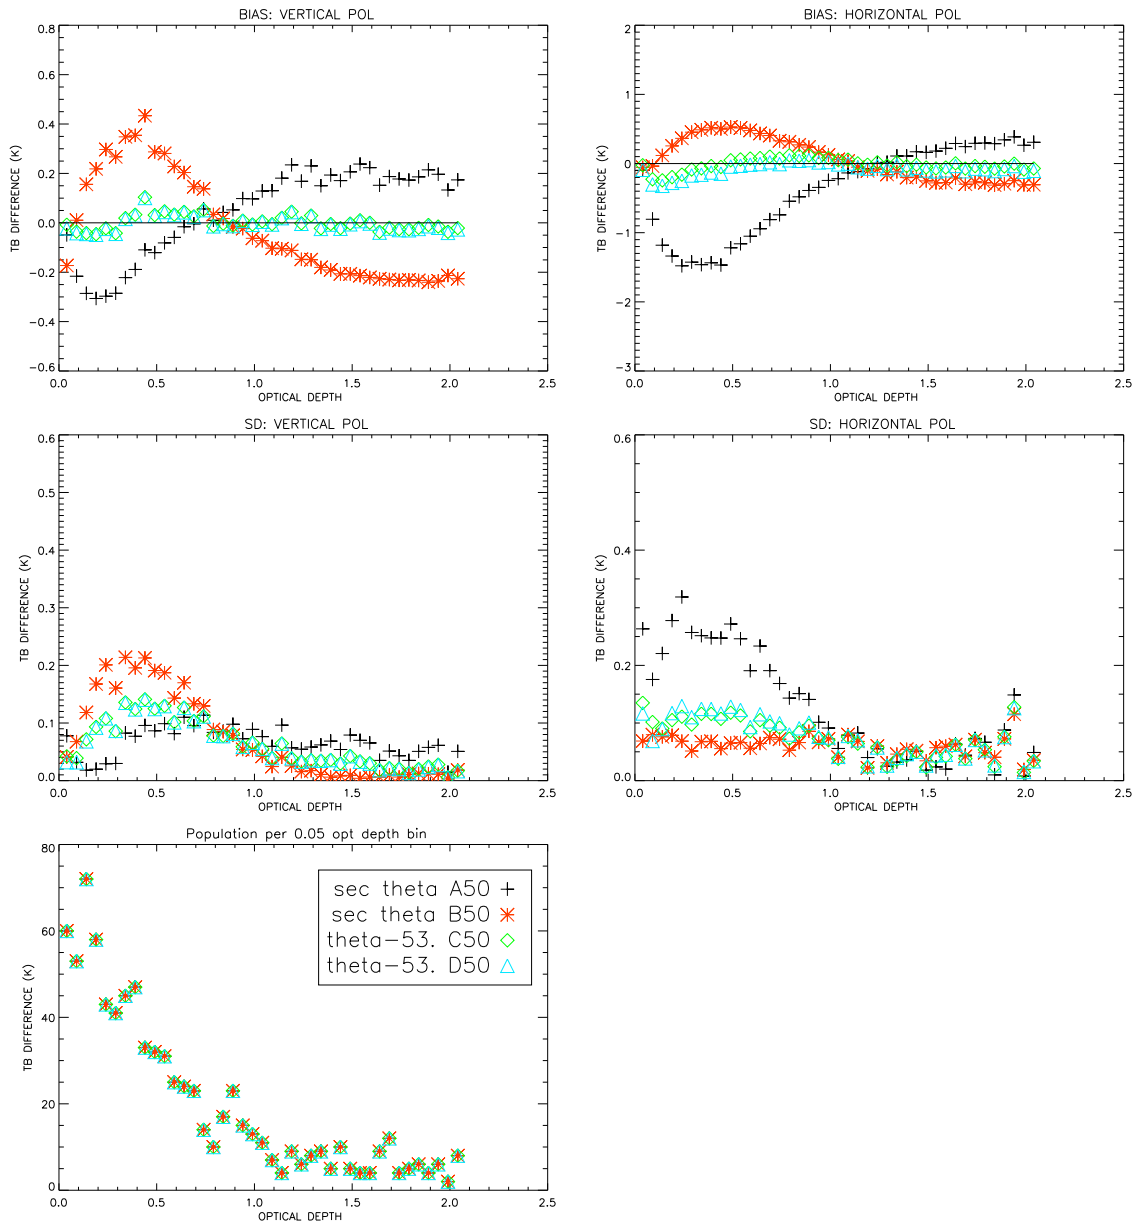 BIAS: VERTICAL POL
0.8
0.6
0.4
0.2
0.0
−0.2
−0.4
−0.6
TB DIFFERENCE (K)
0.0 0.5 1.0 1.5 2.0 2.5
OPTICAL DEPTH
BIAS: HORIZONTAL POL
2
1
0
−1
−2
−3
TB DIFFERENCE (K)
0.0 0.5 1.0 1.5 2.0 2.5
OPTICAL DEPTH
SD: VERTICAL POL
0.6
0.5
0.4
0.3
0.2
0.1
0.0
TB DIFFERENCE (K)
0.0 0.5 1.0 1.5 2.0 2.5
OPTICAL DEPTH
SD: HORIZONTAL POL
0.6
0.4
0.2
0.0
TB DIFFERENCE (K)
0.0 0.5 1.0 1.5 2.0 2.5
OPTICAL DEPTH
Population per 0.05 opt depth bin
80
60
40
20
0
TB DIFFERENCE (K)
0.0 0.5 1.0 1.5 2.0 2.5
OPTICAL DEPTH
sec theta A50
sec theta B50
theta−53. C50
theta−53. D50